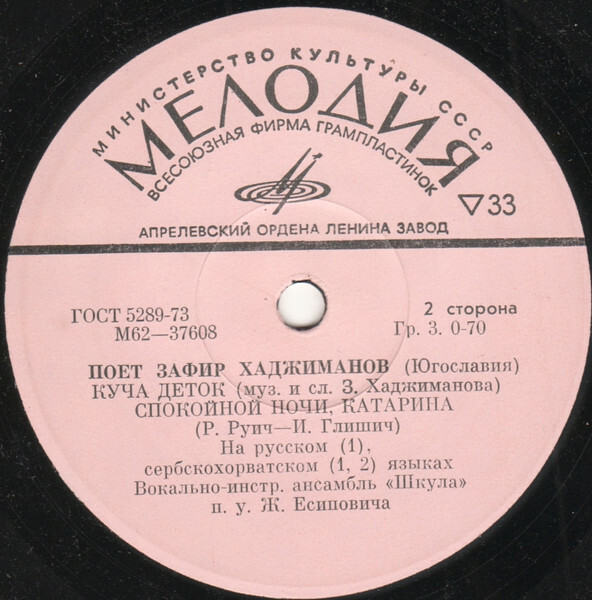 МИНИСТЕРСТВО КУЛЬТУРЫ СССР
МЕЛОДИЯ
ВСЕСОЮЗНАЯ ФИРМА ГРАМПЛАСТИНОК
▽33
АПРЕЛЕВСКИЙ ОРДЕНА ЛЕНИНА ЗАВОД
ГОСТ 5289-73
М62—37608
2 сторона
Гр. 3. 0-70
ПОЕТ ЗАФИР ХАДЖИМАНОВ (Югославия)
КУЧА ДЕТОК (муз. и сл. З. Хаджиманова)
СПОКОЙНОЙ НОЧИ, КАТАРИНА
(Р. Руич—И. Глишич)
На русском (1),
сербскохорватском (1, 2) языках
Вокально-инстр. ансамбль «Шкула»
п. у. Ж. Есиповича